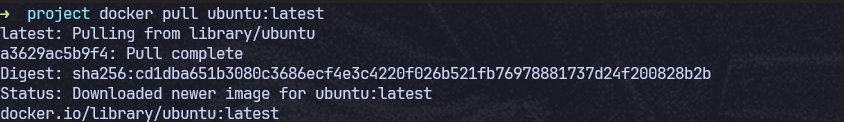 → project docker pull ubuntu:latest
latest: Pulling from library/ubuntu
a3629ac5b9f4: Pull complete
Digest: sha256:cd1dba651b3080c3686ecf4e3c4220f026b521fb76978881737d24f200828b2b
Status: Downloaded newer image for ubuntu:latest
docker.io/library/ubuntu:latest